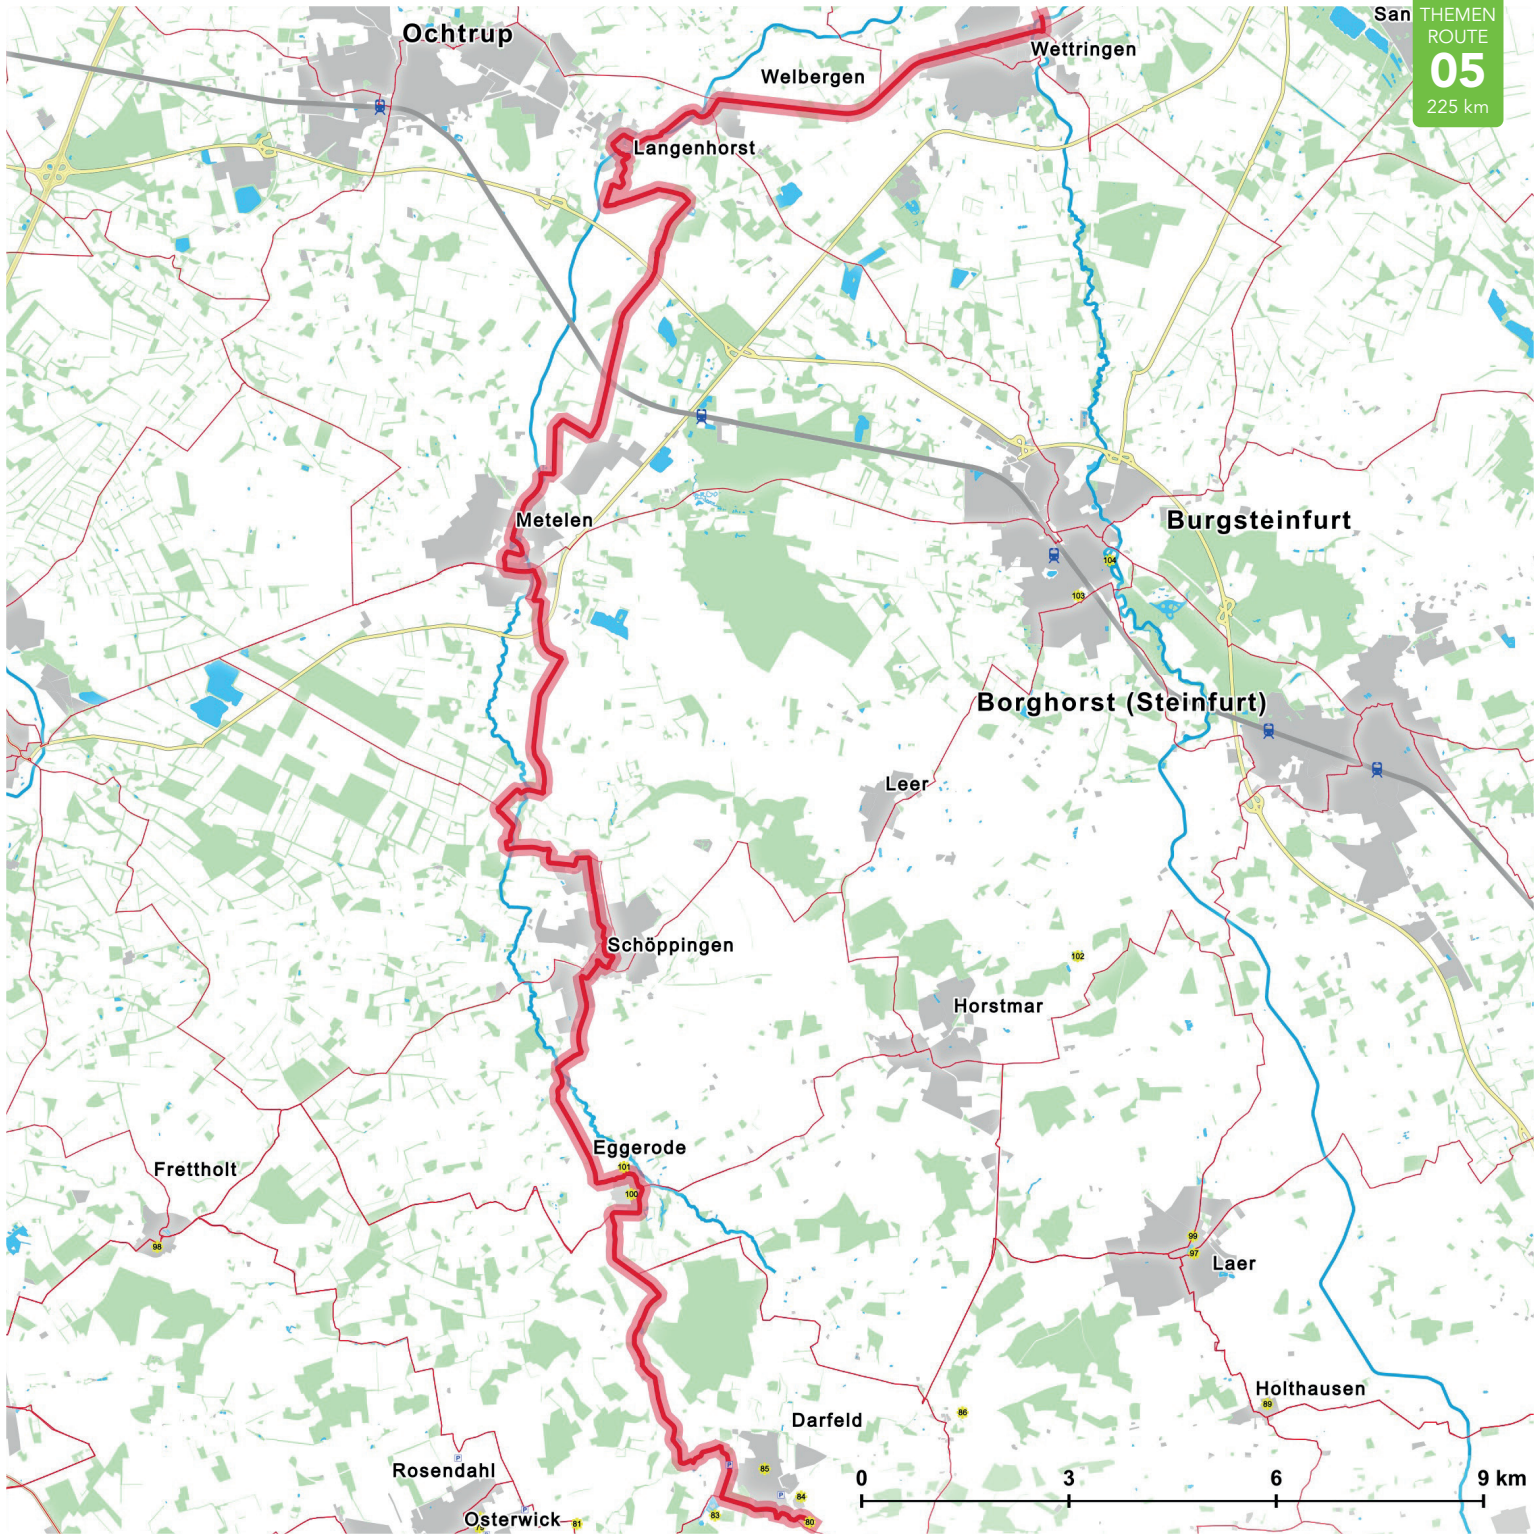 Ochtrup
San
THEMEN
ROUTE
05
225 km
Wettringen
Welbergen
Langenhorst
Metelen
Burgsteinfurt
104
103
Borghorst (Steinfurt)
Leer
Schöppingen
102
Horstmar
Eggerode
101
100
Frettholt
98
99
97
Laer
Holthausen
89
Darfeld
86
Rosendahl
P
P
85
P
84
83
80
Osterwick
P
79
81
0 3 6 9 km